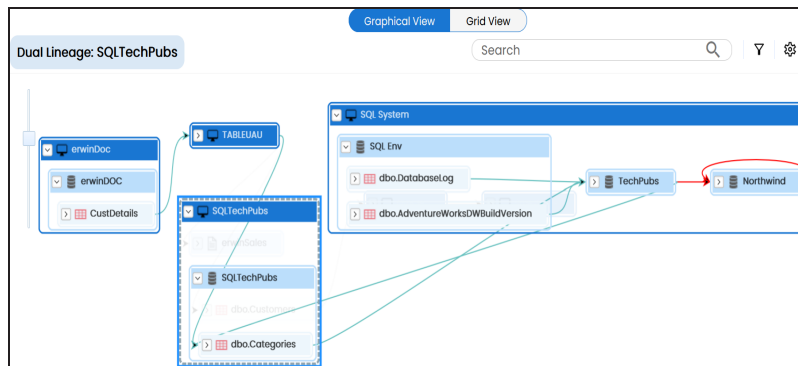 Graphical View
Grid View
Dual Lineage: SQLTechPubs
Search
SQL System
erwinDoc
TABLEUAU
SQL Env
erwinDOC
dbo.DatabaseLog
TechPubs
Northwind
CustDetails
SQLTechPubs
dbo.AdventureWorksDWBuildVersion
erwinSales
SQLTechPubs
dbo.Customers
dbo.Categories